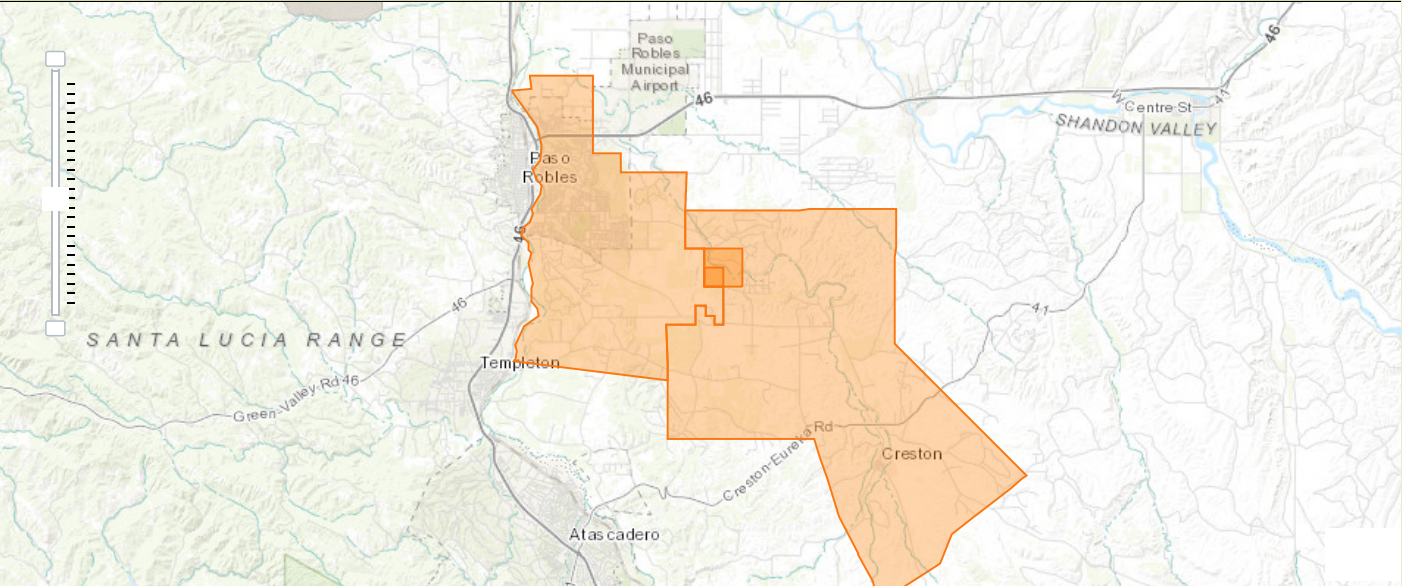 Paso
Robles
Municipal
Airport
46
46
41
W Centre St
SHANDON VALLEY
Paso
Robles
46
46
41
SANTA LUCIA RANGE
Templeton
Green Valley Rd 46
Rd
Creston-Eureka
Creston
Atascadero